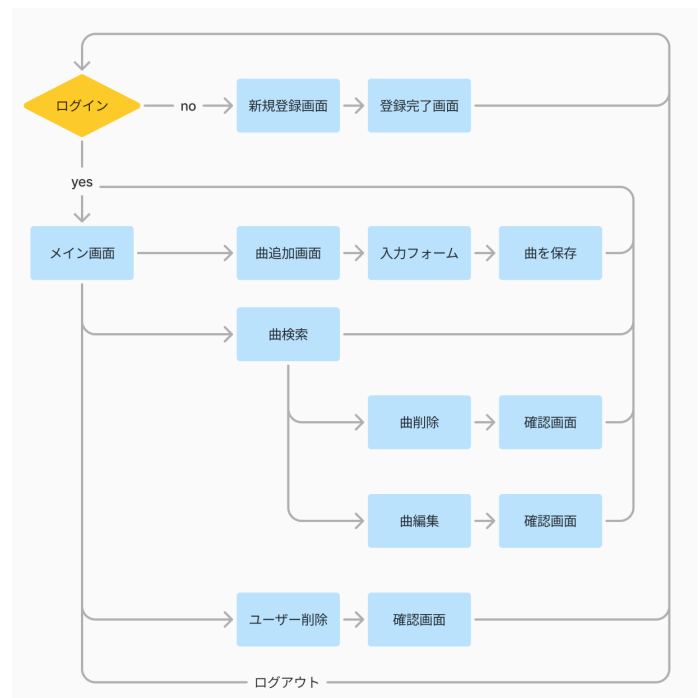 ログイン
no
新規登録画面
登録完了画面
yes
メイン画面
曲追加画面
入力フォーム
曲を保存
曲検索
曲削除
確認画面
曲編集
確認画面
ユーザー削除
確認画面
ログアウト